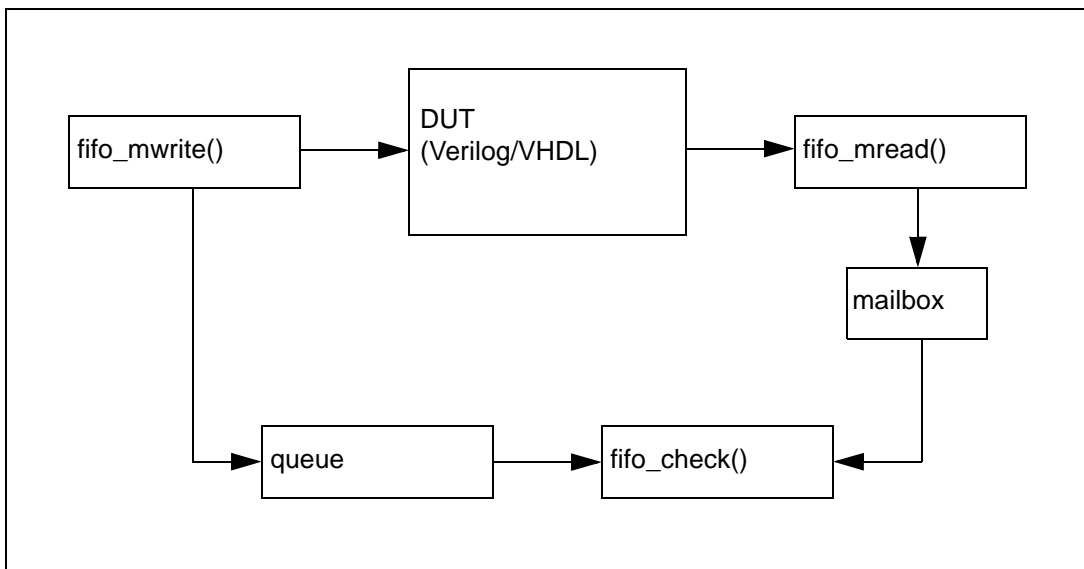 fifo_mwrite()
DUT
(Verilog/VHDL)
fifo_mread()
mailbox
queue
fifo_check()